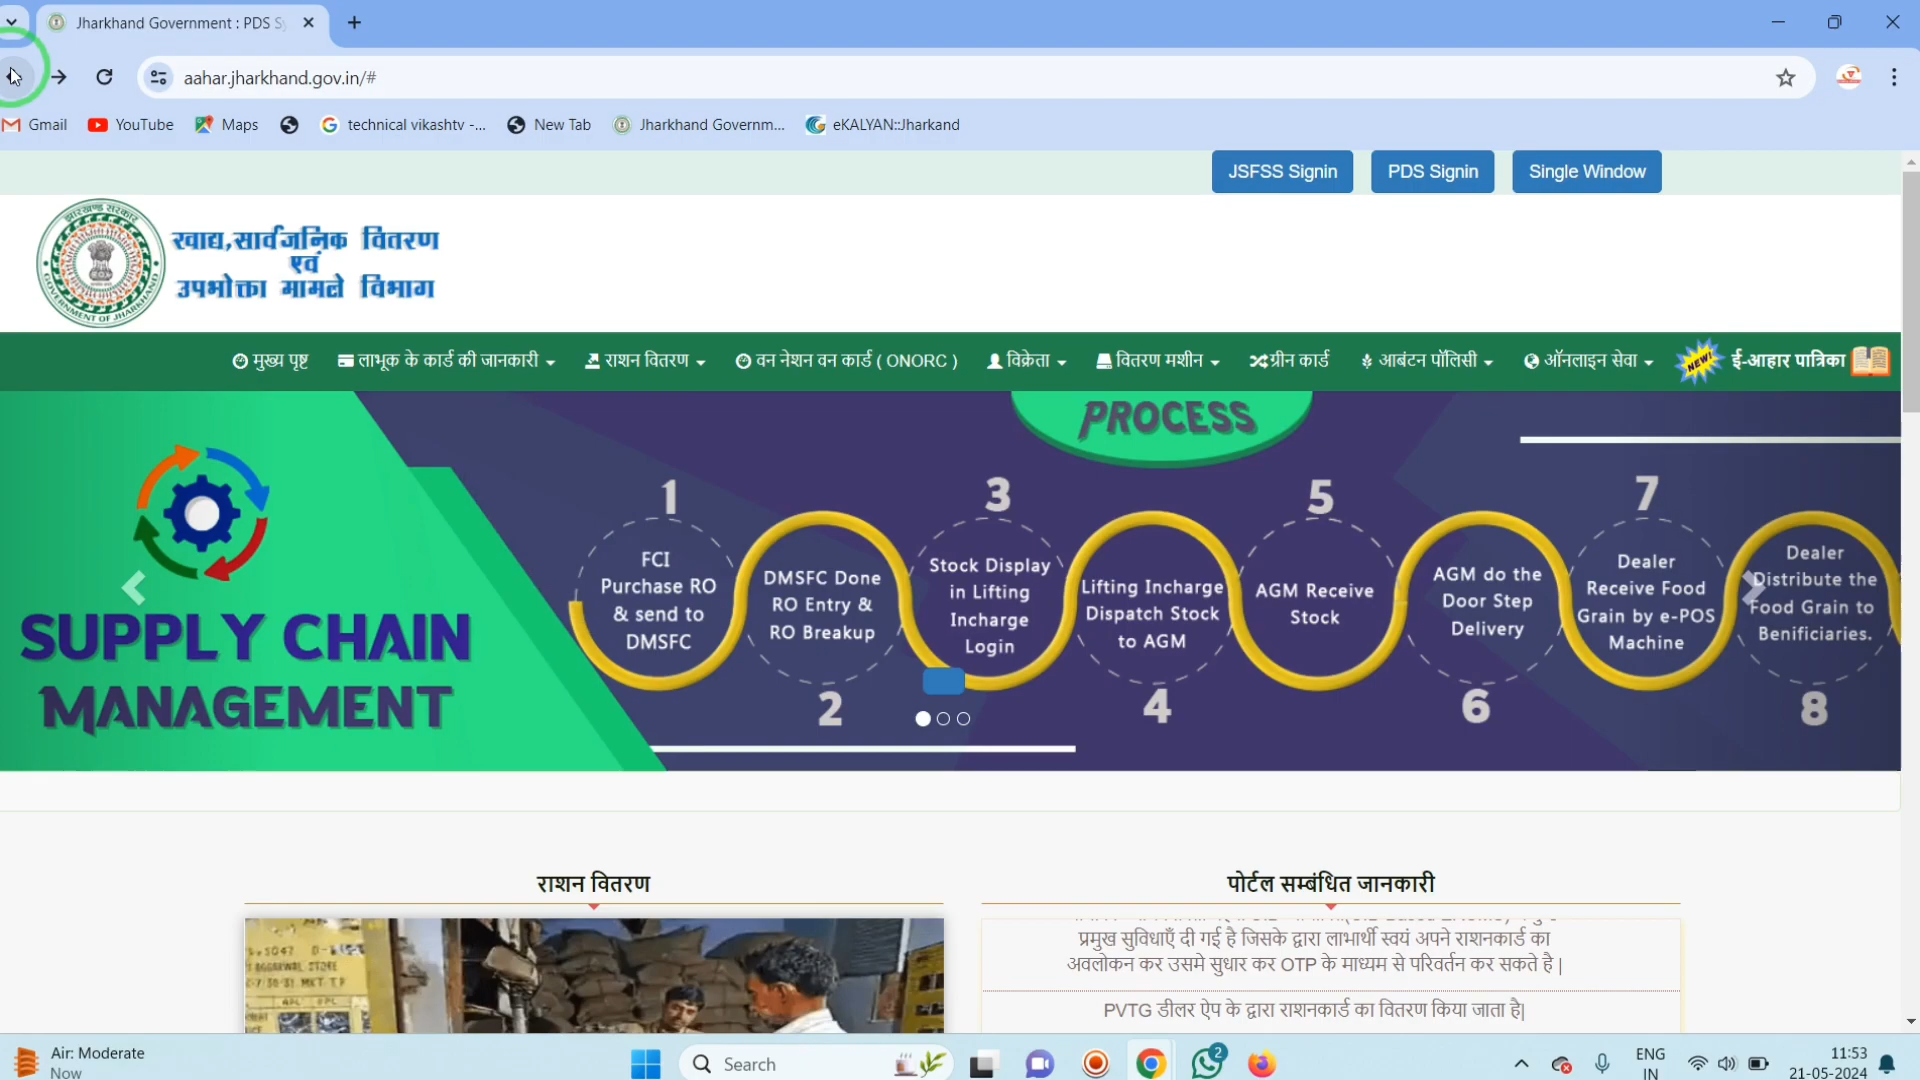 Jharkhand Government : PDS Sy
aahar.jharkhand.gov.in/#
Gmail YouTube Maps technical vikashtv -... New Tab Jharkhand Governm... eKALYAN::Jharkand
JSFSS Signin PDS Signin Single Window
खाद्य,सार्वजनिक वितरण
एवं
उपभोक्ता मामले विभाग
मुख्य पृष्ट लाभूक के कार्ड की जानकारी राशन वितरण वन नेशन वन कार्ड ( ONORC ) विक्रेता वितरण मशीन ग्रीन कार्ड आबंटन पॉलिसी ऑनलाइन सेवा NEW! ई-आहार पात्रिका
PROCESS
SUPPLY CHAIN
MANAGEMENT
1
FCI
Purchase RO
& send to
DMSFC
DMSFC Done
RO Entry &
RO Breakup
2
3
Stock Display
in Lifting
Incharge
Login
Lifting Incharge
Dispatch Stock
to AGM
4
5
AGM Receive
Stock
AGM do the
Door Step
Delivery
6
7
Dealer
Receive Food
Grain by e-POS
Machine
Dealer
Distribute the
Food Grain to
Benificiaries.
8
राशन वितरण
पोर्टल सम्बंधित जानकारी
प्रमुख सुविधाएँ दी गई है जिसके द्वारा लाभार्थी स्वयं अपने राशनकार्ड का
अवलोकन कर उसमे सुधार कर OTP के माध्यम से परिवर्तन कर सकते है |
PVTG डीलर ऐप के द्वारा राशनकार्ड का वितरण किया जाता है|
Air: Moderate
Now
Search
2
ENG
IN
11:53
21-05-2024